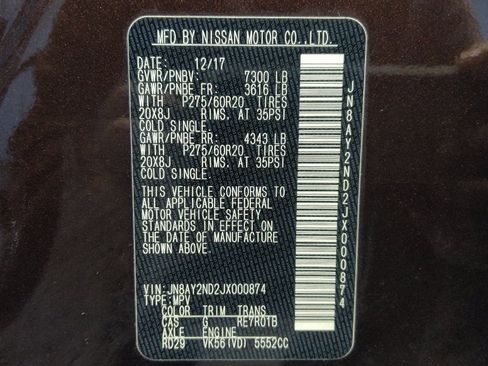 MFD BY NISSAN MOTOR CO.,LTD.
DATE: 12/17
GVWR/PNBV: 7300 LB
GAWR/PNBE FR: 3616 LB
WITH P275/60R20 TIRES
20X8J RIMS, AT 35PSI
COLD SINGLE.
GAWR/PNBE RR: 4343 LB
WITH P275/60R20 TIRES
20X8J RIMS, AT 35PSI
COLD SINGLE.
THIS VEHICLE CONFORMS TO
ALL APPLICABLE FEDERAL
MOTOR VEHICLE SAFETY
STANDARDS IN EFFECT ON
THE DATE OF MANUFACTURE
SHOWN ABOVE.
VIN:JN8AY2ND2JX000874
TYPE:MPV
COLOR TRIM TRANS
CAS G RE7R01B
AXLE ENGINE
RD29 VK56(VD) 5552CC
JN8AY2ND2JX000874